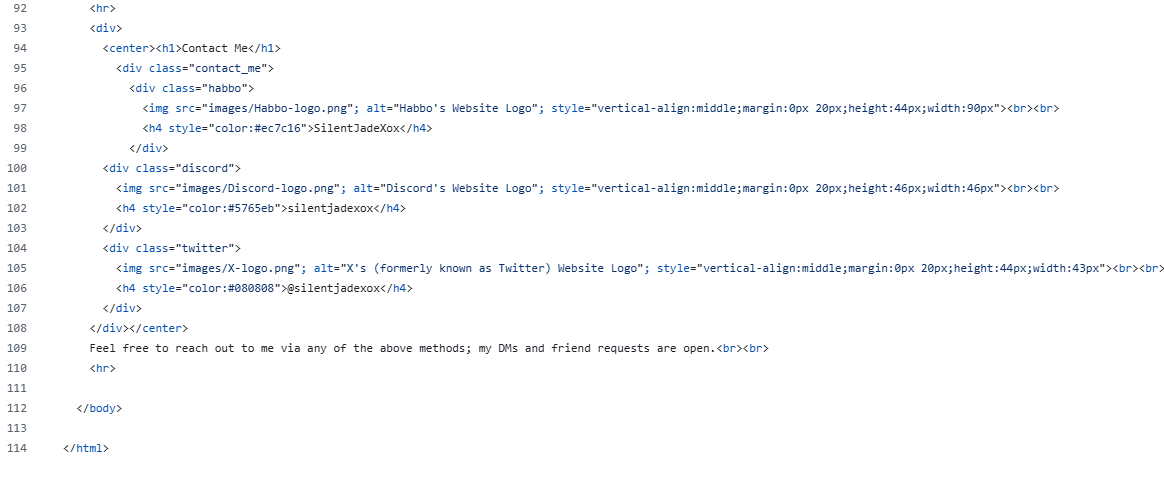 92 <hr>
93 <div>
94 <center><h1>Contact Me</h1>
95 <div class="contact_me">
96 <div class="habbo">
97 <img src="images/Habbo-logo.png"; alt="Habbo's Website Logo"; style="vertical-align:middle;margin:0px 20px;height:44px;width:90px"><br><br>
98 <h4 style="color:#ec7c16">SilentJadeXox</h4>
99 </div>
100 <div class="discord">
101 <img src="images/Discord-logo.png"; alt="Discord's Website Logo"; style="vertical-align:middle;margin:0px 20px;height:46px;width:46px"><br><br>
102 <h4 style="color:#5765eb">silentjadexox</h4>
103 </div>
104 <div class="twitter">
105 <img src="images/X-logo.png"; alt="X's (formerly known as Twitter) Website Logo"; style="vertical-align:middle;margin:0px 20px;height:44px;width:43px"><br><br>
106 <h4 style="color:#080808">@silentjadexox</h4>
107 </div>
108 </div></center>
109 Feel free to reach out to me via any of the above methods; my DMs and friend requests are open.<br><br>
110 <hr>
111
112 </body>
113
114 </html>